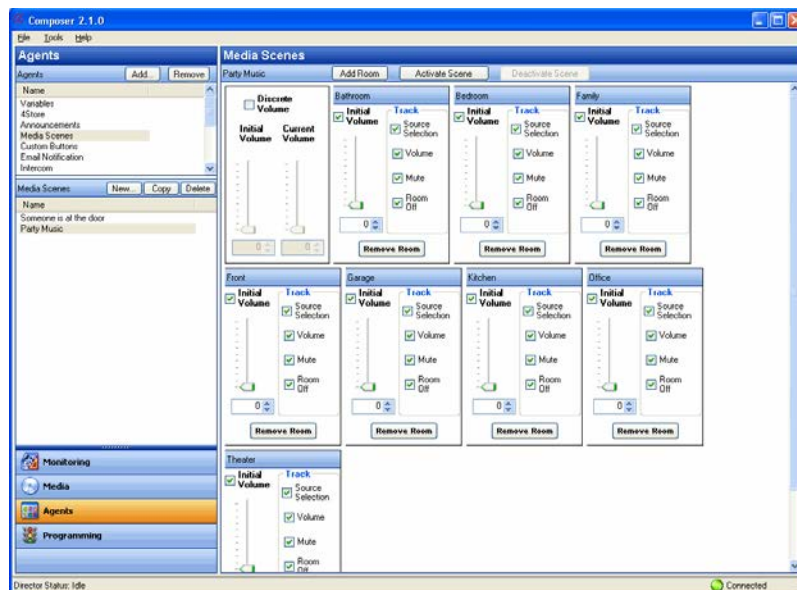 Composer 2.1.0
File Tools Help
Agents
Agents Add... Remove
Name
Variables
4Store
Announcements
Media Scenes
Custom Buttons
Email Notification
Intercom
Media Scenes New... Copy Delete
Name
Someone is at the door
Party Music
Monitoring
Media
Agents
Programming
Media Scenes
Party Music Add Room Activate Scene Deactivate Scene
Discrete
Volume
Initial Current
Volume Volume
0 0
Bathroom
Initial
Volume
Track
Source
Selection
Volume
Mute
Room
Off
0
Remove Room
Bedroom
Initial
Volume
Track
Source
Selection
Volume
Mute
Room
Off
0
Remove Room
Family
Initial
Volume
Track
Source
Selection
Volume
Mute
Room
Off
0
Remove Room
Front
Initial
Volume
Track
Source
Selection
Volume
Mute
Room
Off
0
Remove Room
Garage
Initial
Volume
Track
Source
Selection
Volume
Mute
Room
Off
0
Remove Room
Kitchen
Initial
Volume
Track
Source
Selection
Volume
Mute
Room
Off
0
Remove Room
Office
Initial
Volume
Track
Source
Selection
Volume
Mute
Room
Off
0
Remove Room
Theater
Initial
Volume
Track
Source
Selection
Volume
Mute
Room
Off
Director Status: Idle
Connected